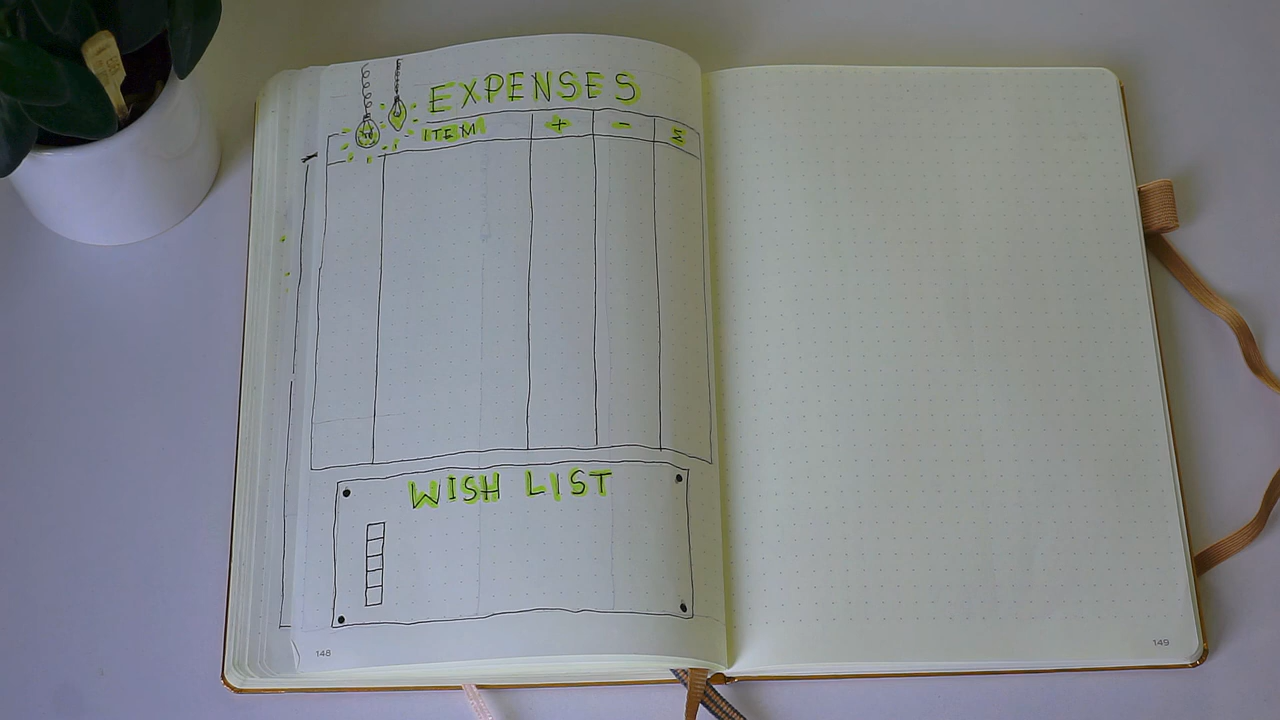 EXPENSES
ITEM + - Σ
WISH LIST
148
149